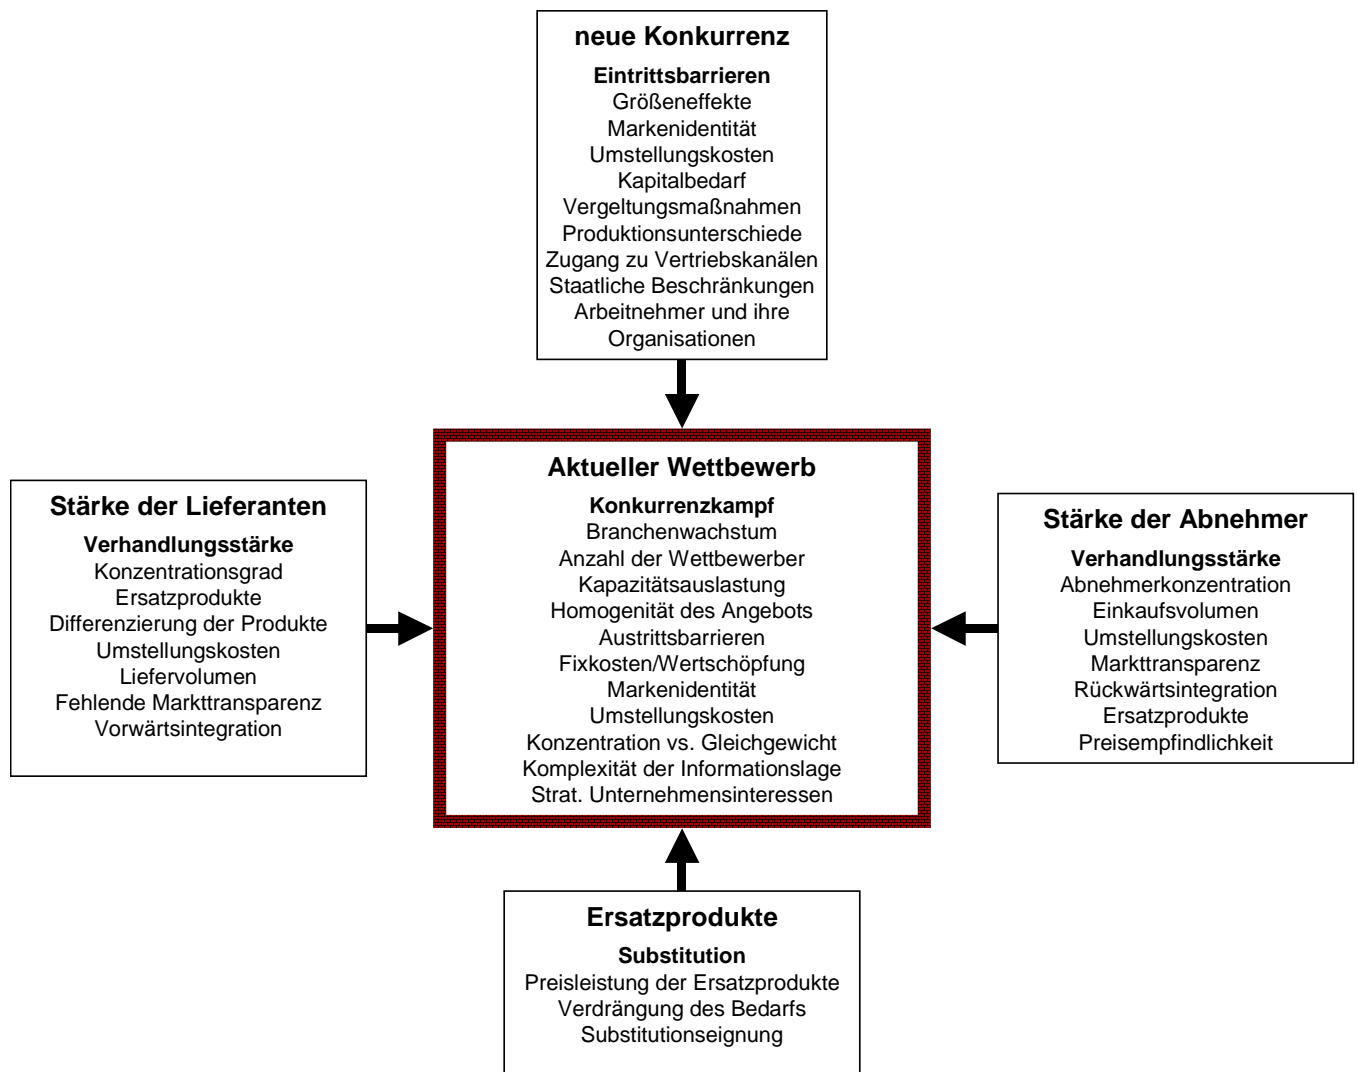 neue Konkurrenz
Eintrittsbarrieren
Größeneffekte
Markenidentität
Umstellungskosten
Kapitalbedarf
Vergeltungsmaßnahmen
Produktionsunterschiede
Zugang zu Vertriebskanälen
Staatliche Beschränkungen
Arbeitnehmer und ihre
Organisationen
Stärke der Lieferanten
Verhandlungsstärke
Konzentrationsgrad
Ersatzprodukte
Differenzierung der Produkte
Umstellungskosten
Liefervolumen
Fehlende Markttransparenz
Vorwärtsintegration
Aktueller Wettbewerb
Konkurrenzkampf
Branchenwachstum
Anzahl der Wettbewerber
Kapazitätsauslastung
Homogenität des Angebots
Austrittsbarrieren
Fixkosten/Wertschöpfung
Markenidentität
Umstellungskosten
Konzentration vs. Gleichgewicht
Komplexität der Informationslage
Strat. Unternehmensinteressen
Stärke der Abnehmer
Verhandlungsstärke
Abnehmerkonzentration
Einkaufsvolumen
Umstellungskosten
Markttransparenz
Rückwärtsintegration
Ersatzprodukte
Preisempfindlichkeit
Ersatzprodukte
Substitution
Preisleistung der Ersatzprodukte
Verdrängung des Bedarfs
Substitutionseignung